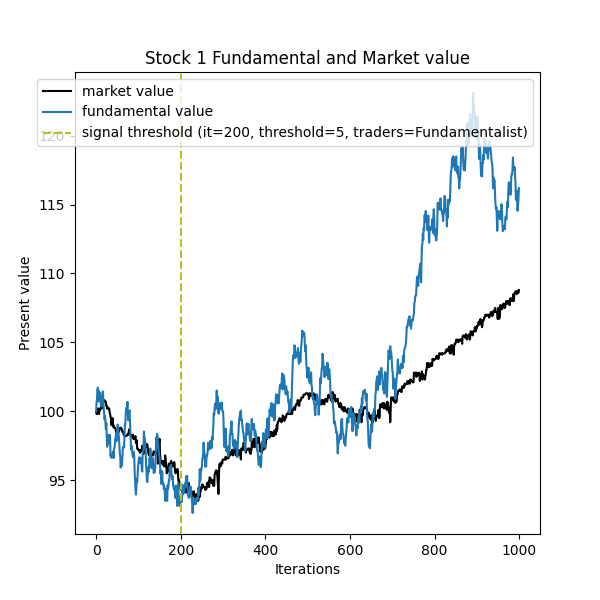 Stock 1 Fundamental and Market value
market value
fundamental value
signal threshold (it=200, threshold=5, traders=Fundamentalist)
120
115
110
105
100
95
Present value
0 200 400 600 800 1000
Iterations